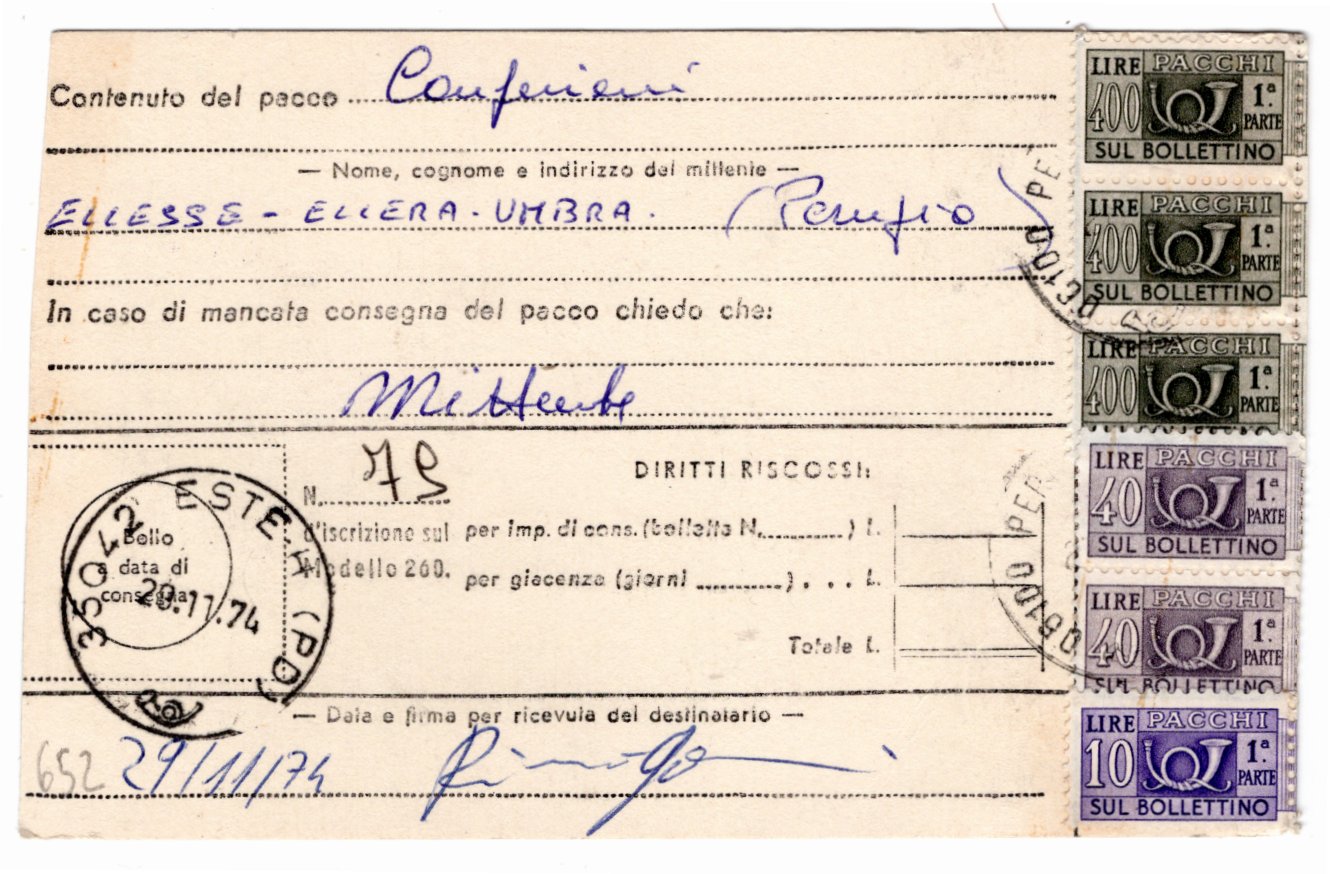 Contenuto del pacco Confezioni
— Nome, cognome e indirizzo del mittente —
ELLESSE - ELLERA - UMBRA. (Perugia)
In caso di mancata consegna del pacco chiedo che:
Mittente
N. 79
d'iscrizione sul
Modello 260.
DIRITTI RISCOSSI:
per imp. di cons. (bolletta N. ) L.
per giacenza (giorni ) . . . L.
Totale L.
Bollo
a data di
consegna
35042 ESTE A (PD)
29.11.74
— Data e firma per ricevuta del destinatario —
652 29/11/74
LIRE PACCHI
400 1ª PARTE
SUL BOLLETTINO
LIRE PACCHI
400 1ª PARTE
SUL BOLLETTINO
LIRE PACCHI
400 1ª PARTE
LIRE PACCHI
40 1ª PARTE
SUL BOLLETTINO
LIRE PACCHI
40 1ª PARTE
SUL BOLLETTINO
LIRE PACCHI
10 1ª PARTE
SUL BOLLETTINO